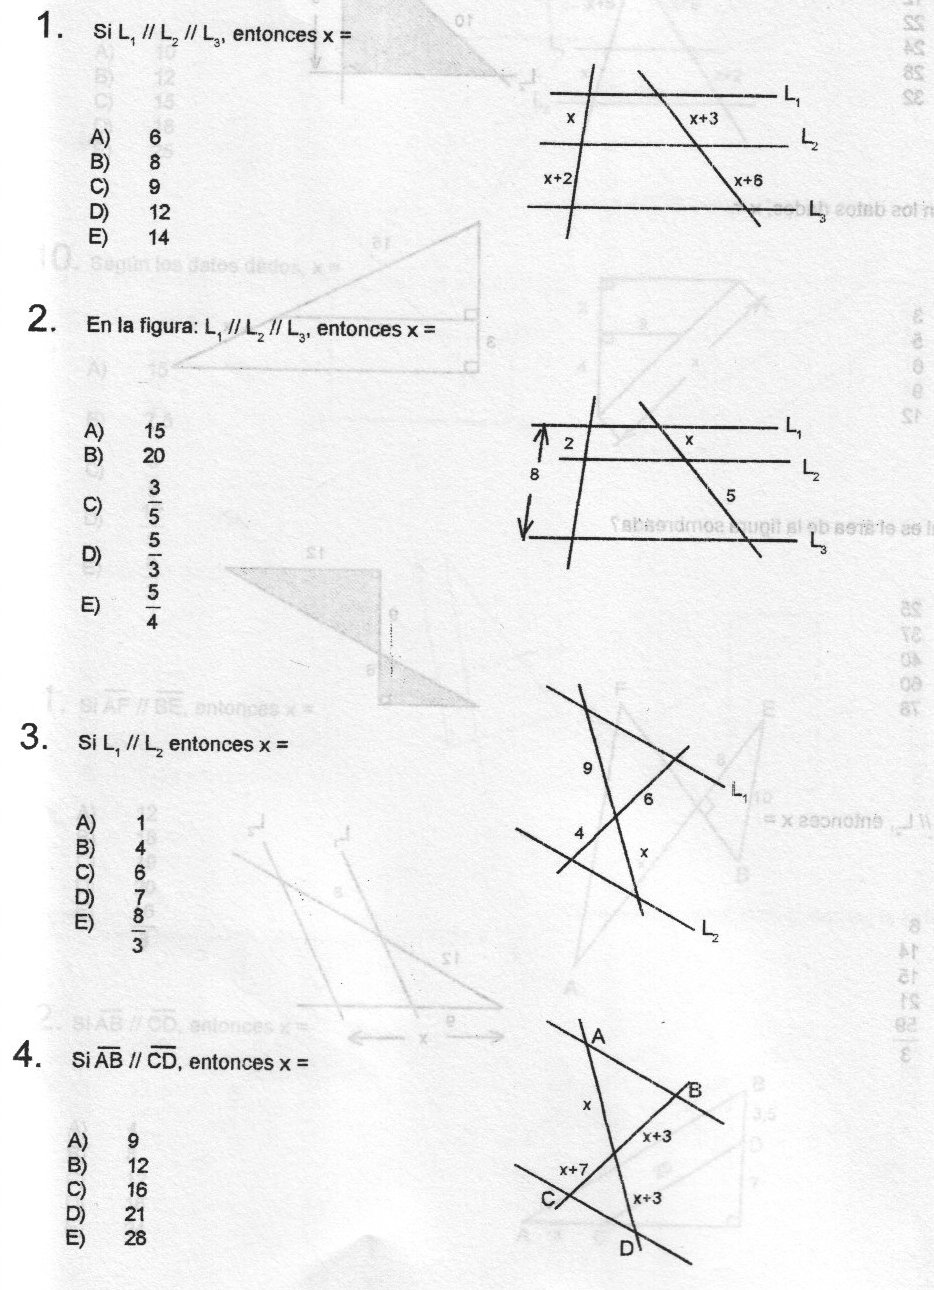 1. Si L₁ // L₂ // L₃, entonces x =
A) 6
B) 8
C) 9
D) 12
E) 14
L₁
x
x+3
L₂
x+2
x+6
L₃
2. En la figura: L₁ // L₂ // L₃, entonces x =
A) 15
B) 20
C) 3/5
D) 5/3
E) 5/4
L₁
2
x
L₂
8
5
L₃
3. Si L₁ // L₂ entonces x =
A) 1
B) 4
C) 6
D) 7
E) 8/3
9
6
L₁
4
x
L₂
4. Si A̅B̅ // C̅D̅, entonces x =
A) 9
B) 12
C) 16
D) 21
E) 28
A
B
x
x+3
x+7
C
x+3
D